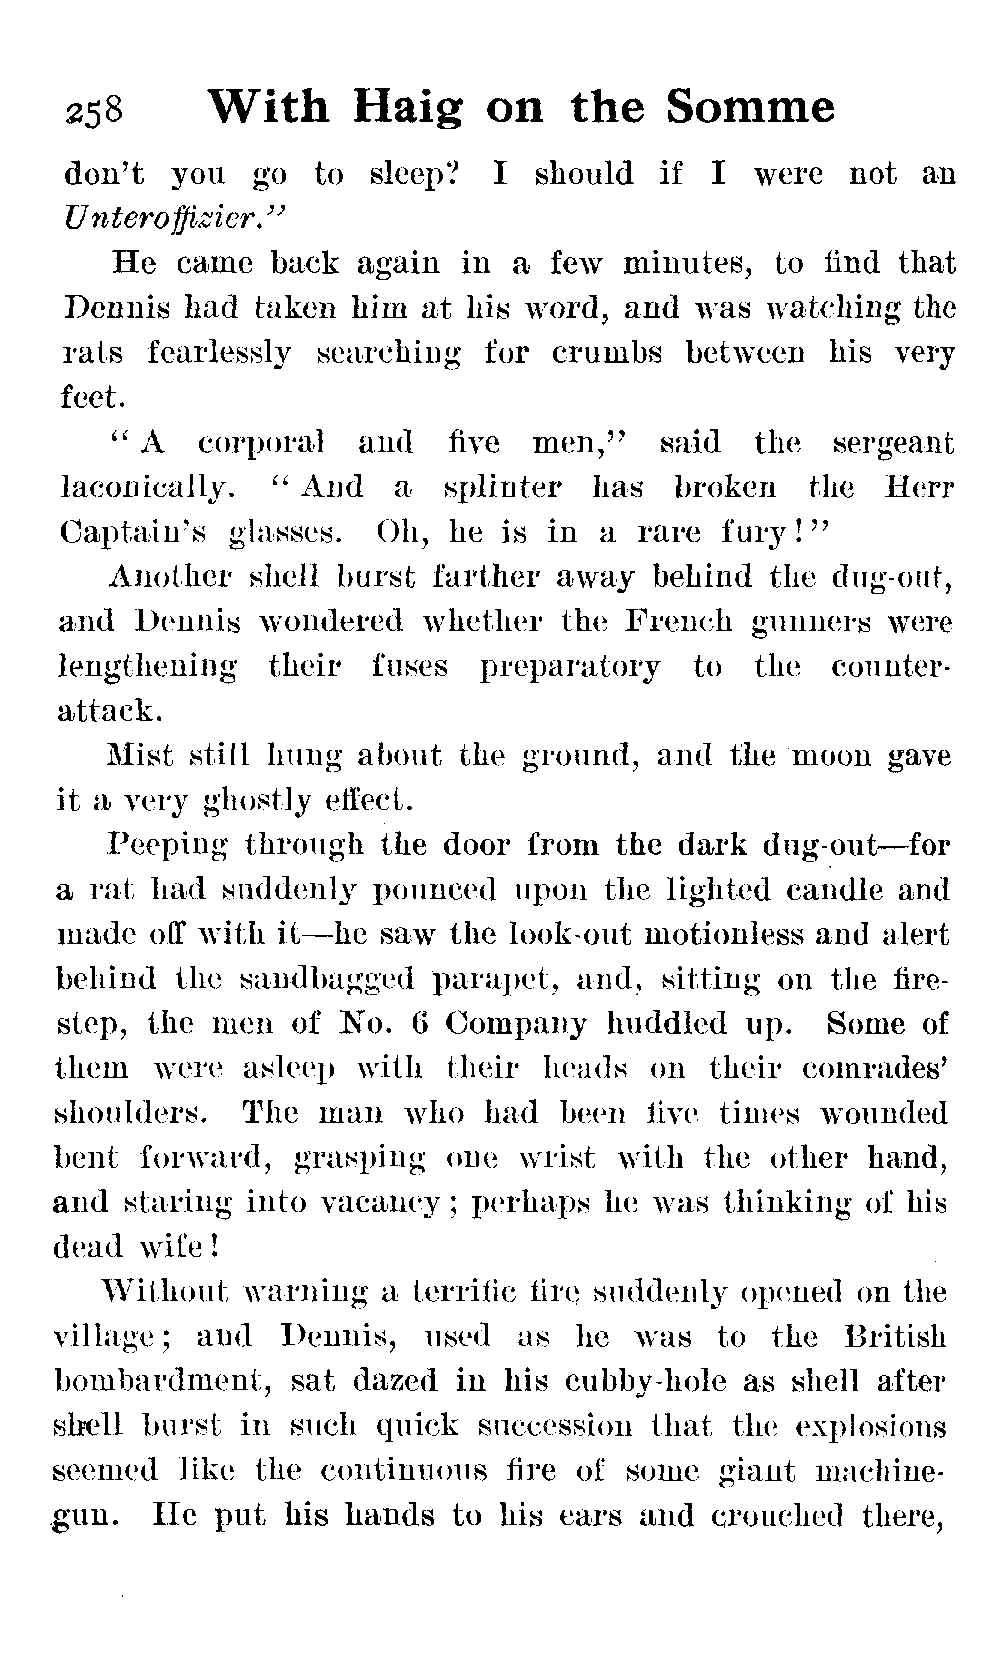 258 With Haig on the Somme
don't you go to sleep? I should if I were not an
Unteroffizier."
He came back again in a few minutes, to find that
Dennis had taken him at his word, and was watching the
rats fearlessly searching for crumbs between his very
feet.
"A corporal and five men," said the sergeant
laconically. "And a splinter has broken the Herr
Captain's glasses. Oh, he is in a rare fury!"
Another shell burst farther away behind the dug-out,
and Dennis wondered whether the French gunners were
lengthening their fuses preparatory to the counter-
attack.
Mist still hung about the ground, and the moon gave
it a very ghostly effect.
Peeping through the door from the dark dug-out—for
a rat had suddenly pounced upon the lighted candle and
made off with it—he saw the look-out motionless and alert
behind the sandbagged parapet, and, sitting on the fire-
step, the men of No. 6 Company huddled up. Some of
them were asleep with their heads on their comrades'
shoulders. The man who had been five times wounded
bent forward, grasping one wrist with the other hand,
and staring into vacancy; perhaps he was thinking of his
dead wife!
Without warning a terrific fire suddenly opened on the
village; and Dennis, used as he was to the British
bombardment, sat dazed in his cubby-hole as shell after
shell burst in such quick succession that the explosions
seemed like the continuous fire of some giant machine-
gun. He put his hands to his ears and crouched there,